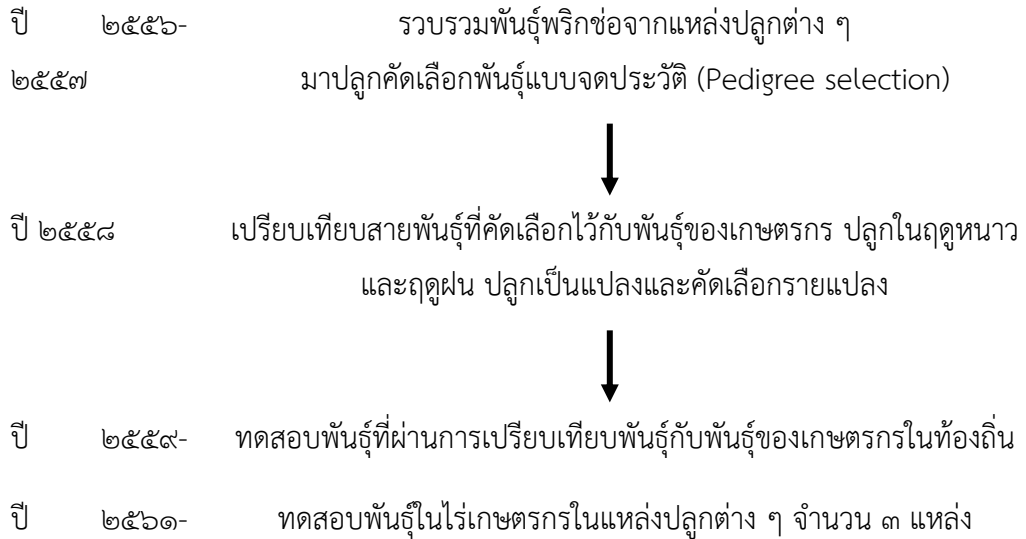 ปี ๒๕๕๖- รวบรวมพันธุ์พริกช่อจากแหล่งปลูกต่าง ๆ
๒๕๕๗ มาปลูกคัดเลือกพันธุ์แบบจดประวัติ (Pedigree selection)
ปี ๒๕๕๘ เปรียบเทียบสายพันธุ์ที่คัดเลือกไว้กับพันธุ์ของเกษตรกร ปลูกในฤดูหนาว
และฤดูฝน ปลูกเป็นแปลงและคัดเลือกรายแปลง
ปี ๒๕๕๙- ทดสอบพันธุ์ที่ผ่านการเปรียบเทียบพันธุ์กับพันธุ์ของเกษตรกรในท้องถิ่น
ปี ๒๕๖๑- ทดสอบพันธุ์ในไร่เกษตรกรในแหล่งปลูกต่าง ๆ จำนวน ๓ แหล่ง